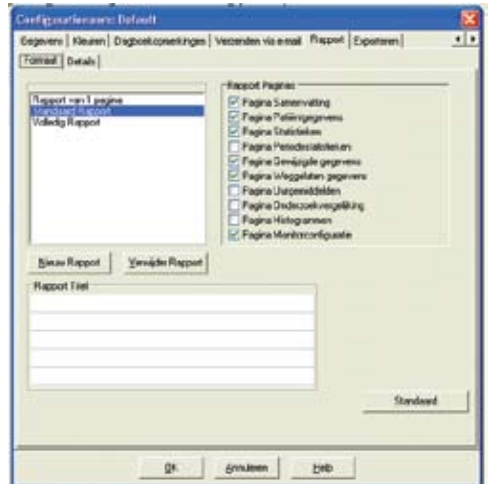 Configuratienaam: Default
Gegevens Kleuren Dagboekopmerkingen Verzenden via e-mail Rapport Exporteren
Formaat Details
Rapport Pagina's
Rapport van 1 pagina
Standaard Rapport
Volledig Rapport
Pagina Samenvatting
Pagina Patiëntgegevens
Pagina Statistieken
Pagina Periodestatistieken
Pagina Gewijzigde gegevens
Pagina Weggelaten gegevens
Pagina Uurgemiddelden
Pagina Onderzoekvergelijking
Pagina Histogrammen
Pagina Monitorconfiguratie
Nieuw Rapport Verwijder Rapport
Rapport Titel
Standaard
OK Annuleren Help